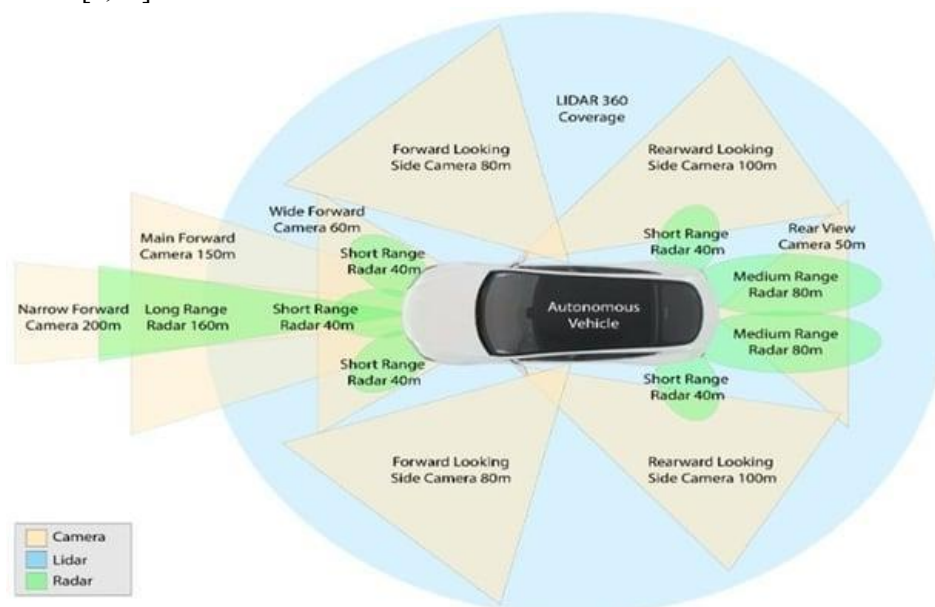 LIDAR 360
Coverage
Forward Looking
Side Camera 80m
Rearward Looking
Side Camera 100m
Wide Forward
Camera 60m
Main Forward
Camera 150m
Short Range
Radar 40m
Short Range
Radar 40m
Rear View
Camera 50m
Medium Range
Radar 80m
Narrow Forward
Camera 200m
Long Range
Radar 160m
Short Range
Radar 40m
Autonomous
Vehicle
Medium Range
Radar 80m
Short Range
Radar 40m
Short Range
Radar 40m
Forward Looking
Side Camera 80m
Rearward Looking
Side Camera 100m
Camera
Lidar
Radar